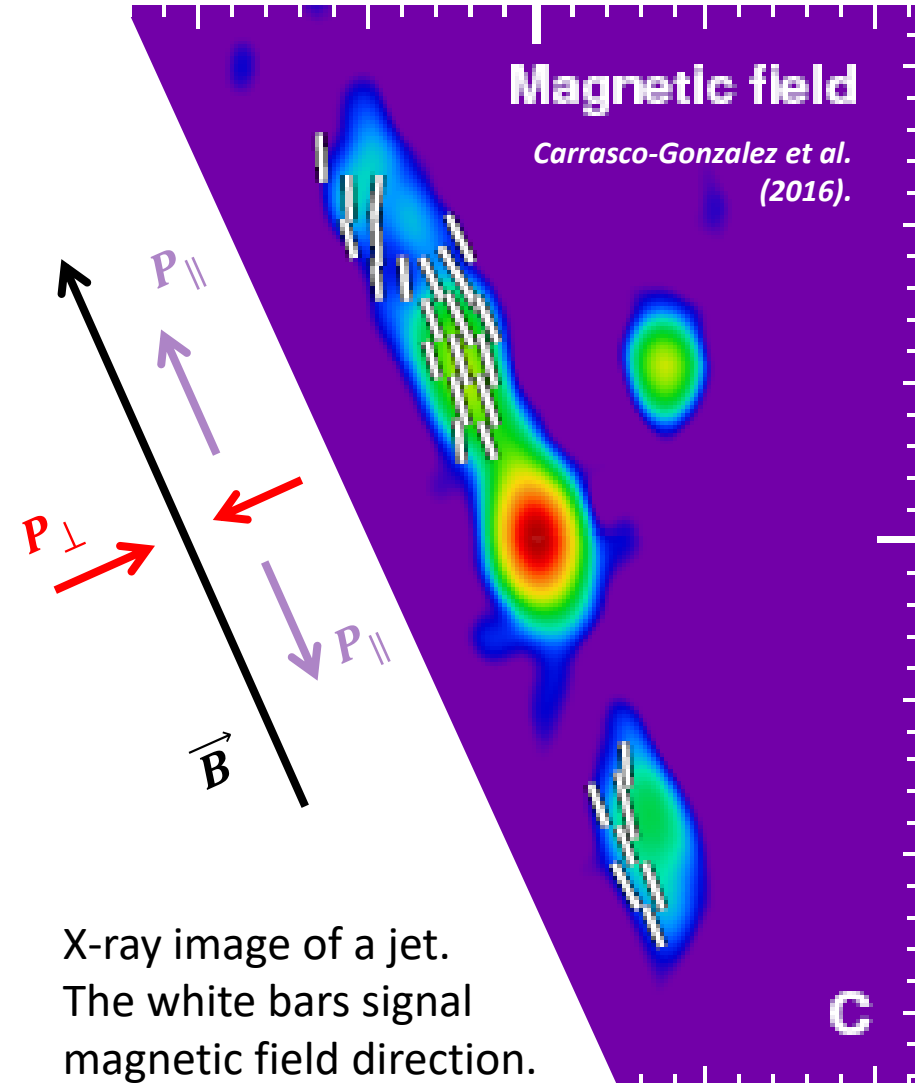 Magnetic field
Carrasco-Gonzalez et al.
(2016).
P∥
P⊥
P∥
B⃗
X-ray image of a jet.
The white bars signal
magnetic field direction.
C